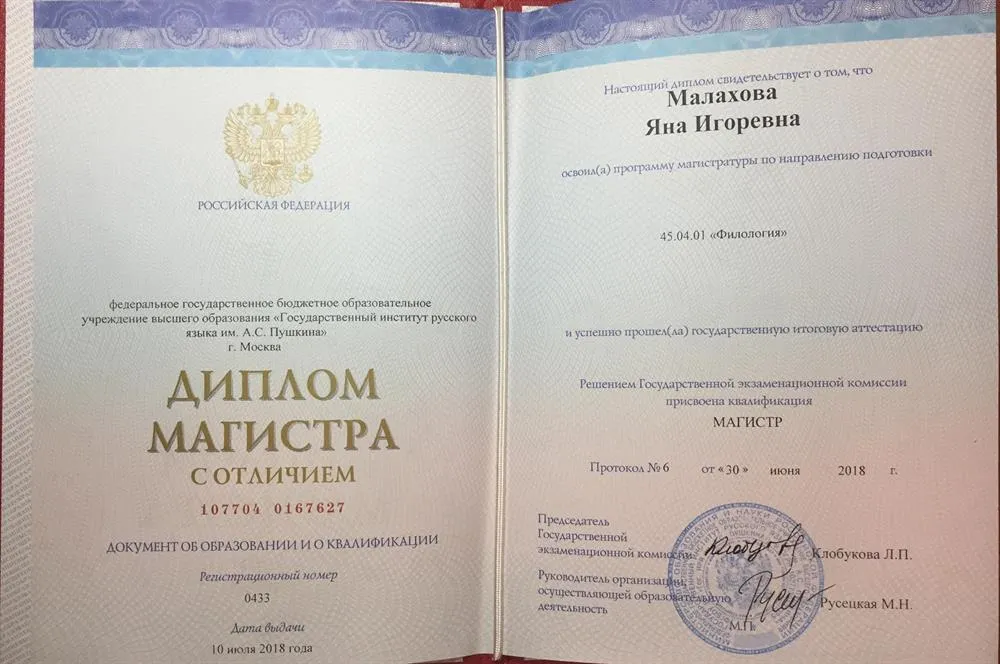 РОССИЙСКАЯ ФЕДЕРАЦИЯ
федеральное государственное бюджетное образовательное
учреждение высшего образования «Государственный институт русского
языка им. А.С. Пушкина»
г. Москва
ДИПЛОМ
МАГИСТРА
С ОТЛИЧИЕМ
107704 0167627
ДОКУМЕНТ ОБ ОБРАЗОВАНИИ И О КВАЛИФИКАЦИИ
Регистрационный номер
0433
Дата выдачи
10 июля 2018 года
Настоящий диплом свидетельствует о том, что
Малахова
Яна Игоревна
освоил(а) программу магистратуры по направлению подготовки
45.04.01 «Филология»
и успешно прошел(ла) государственную итоговую аттестацию
Решением Государственной экзаменационной комиссии
присвоена квалификация
МАГИСТР
Протокол № 6 от «30» июня 2018 г.
Председатель
Государственной
экзаменационной комиссии
Клобукова Л.П.
Руководитель организации,
осуществляющей образовательную
деятельность
Русецкая М.Н.
М.П.